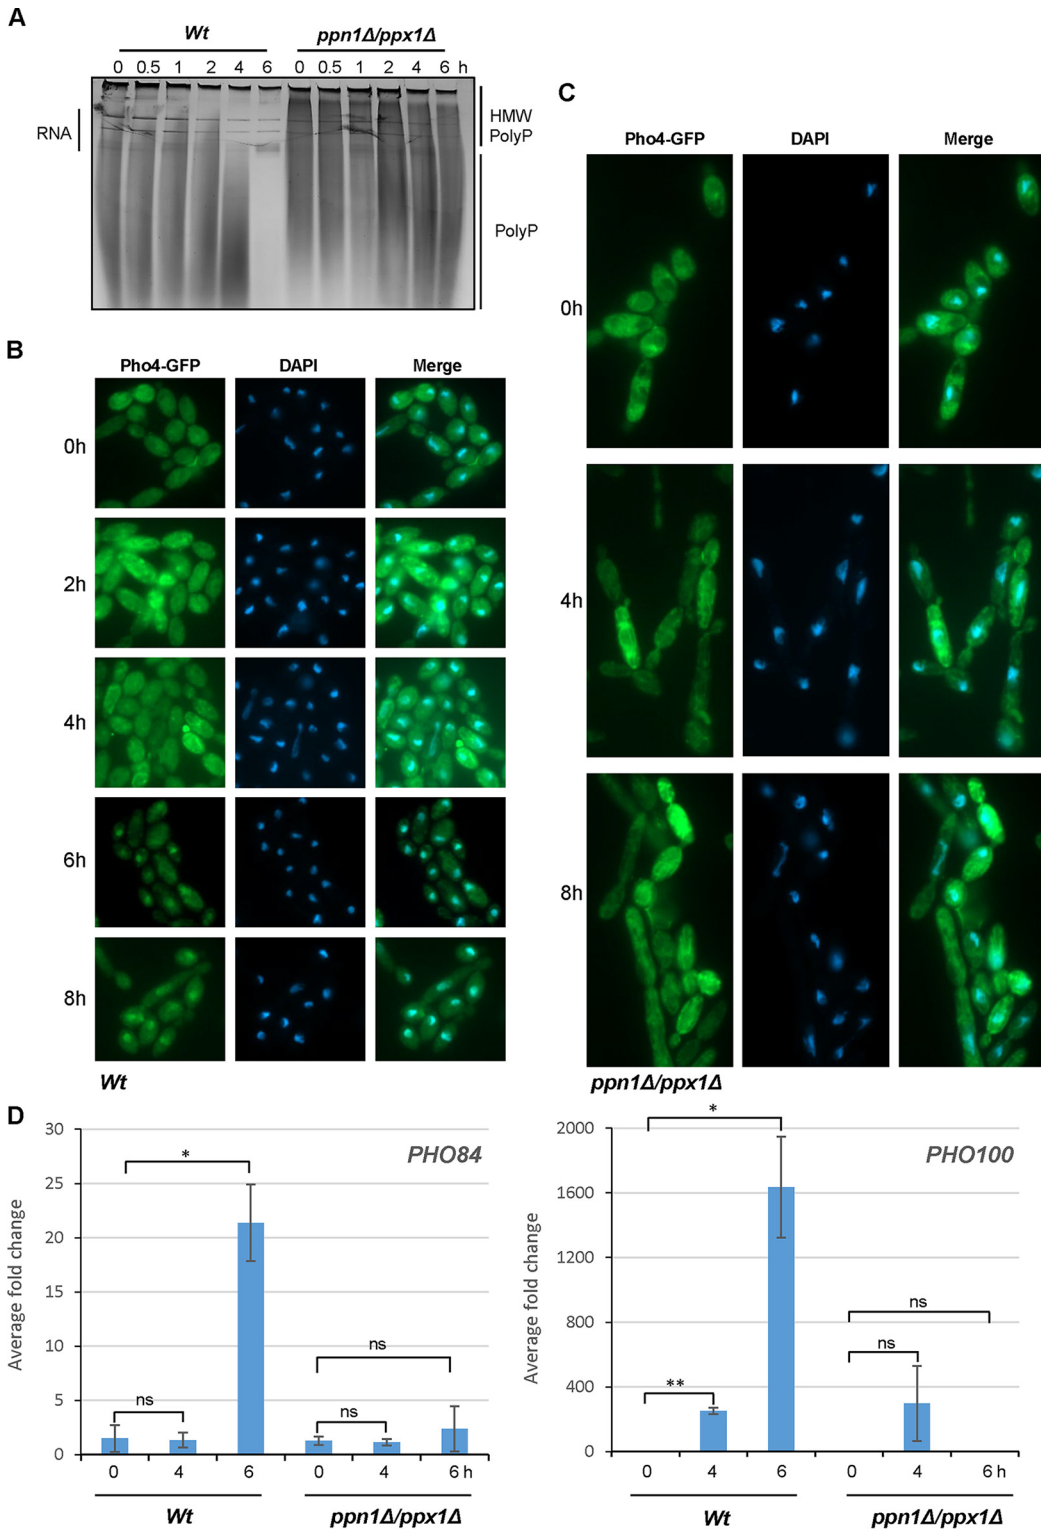 A
Wt
ppn1Δ/ppx1Δ
0 0.5 1 2 4 6 0 0.5 1 2 4 6 h
RNA
HMW
PolyP
PolyP
B
Pho4-GFP DAPI Merge
0h
2h
4h
6h
8h
Wt
C
Pho4-GFP DAPI Merge
0h
4h
8h
ppn1Δ/ppx1Δ
D
PHO84
Average fold change
30
25
20
15
10
5
0
*
ns
ns
ns
0 4 6 0 4 6 h
Wt
ppn1Δ/ppx1Δ
PHO100
Average fold change
2000
1600
1200
800
400
0
*
**
ns
ns
0 4 6 0 4 6 h
Wt
ppn1Δ/ppx1Δ